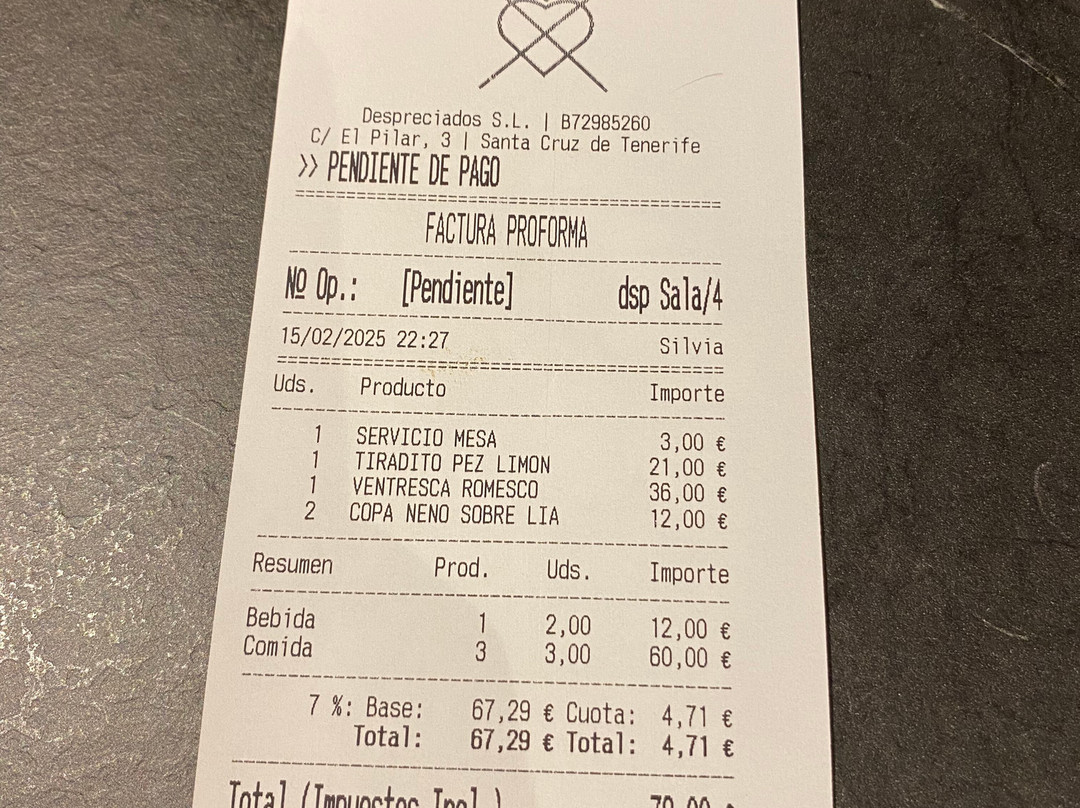 Despreciados S.L. | B72985260
C/ El Pilar, 3 | Santa Cruz de Tenerife
>> PENDIENTE DE PAGO
FACTURA PROFORMA
Nº Op.: [Pendiente] dsp Sala/4
15/02/2025 22:27 Silvia
Uds. Producto Importe
1 SERVICIO MESA 3,00 €
1 TIRADITO PEZ LIMON 21,00 €
1 VENTRESCA ROMESCO 36,00 €
2 COPA NENO SOBRE LIA 12,00 €
Resumen Prod. Uds. Importe
Bebida 1 2,00 12,00 €
Comida 3 3,00 60,00 €
7 %: Base: 67,29 € Cuota: 4,71 €
Total: 67,29 € Total: 4,71 €
Total (Impuestos Incl.)